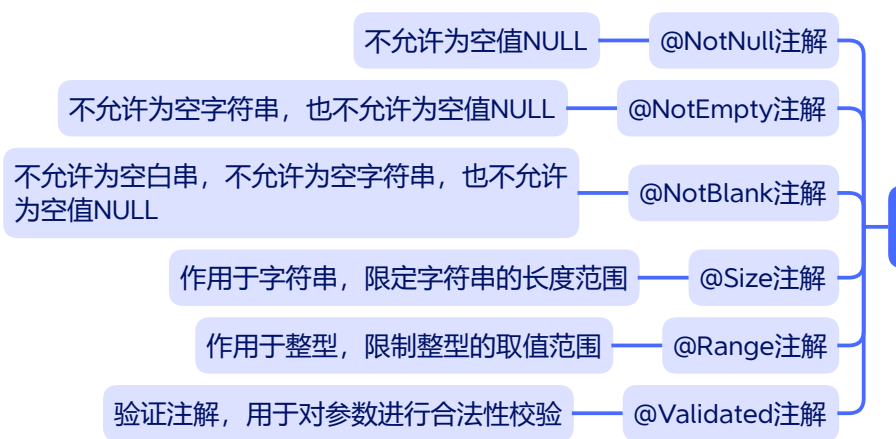 不允许为空值NULL
@NotNull注解
不允许为空字符串，也不允许为空值NULL
@NotEmpty注解
不允许为空白串，不允许为空字符串，也不允许
为空值NULL
@NotBlank注解
作用于字符串，限定字符串的长度范围
@Size注解
作用于整型，限制整型的取值范围
@Range注解
验证注解，用于对参数进行合法性校验
@Validated注解